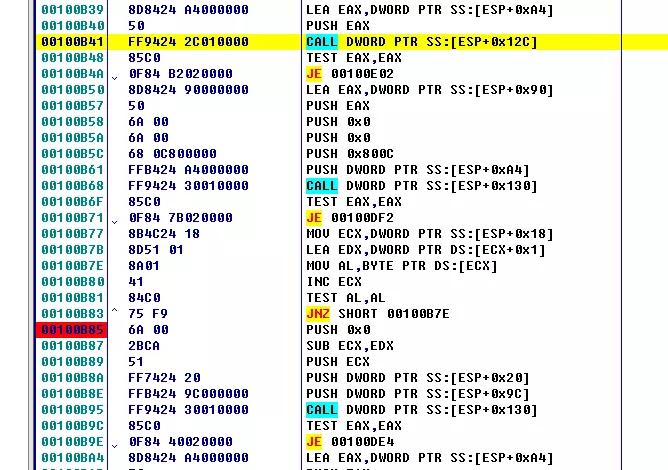 00100B39 8D8424 A4000000 LEA EAX,DWORD PTR SS:[ESP+0xA4]
00100B40 50 PUSH EAX
00100B41 FF9424 2C010000 CALL DWORD PTR SS:[ESP+0x12C]
00100B48 85C0 TEST EAX,EAX
00100B4A 0F84 B2020000 JE 00100E02
00100B50 8D8424 90000000 LEA EAX,DWORD PTR SS:[ESP+0x90]
00100B57 50 PUSH EAX
00100B58 6A 00 PUSH 0x0
00100B5A 6A 00 PUSH 0x0
00100B5C 68 0C800000 PUSH 0x800C
00100B61 FFB424 A4000000 PUSH DWORD PTR SS:[ESP+0xA4]
00100B68 FF9424 30010000 CALL DWORD PTR SS:[ESP+0x130]
00100B6F 85C0 TEST EAX,EAX
00100B71 0F84 7B020000 JE 00100DF2
00100B77 8B4C24 18 MOV ECX,DWORD PTR SS:[ESP+0x18]
00100B7B 8D51 01 LEA EDX,DWORD PTR DS:[ECX+0x1]
00100B7E 8A01 MOV AL,BYTE PTR DS:[ECX]
00100B80 41 INC ECX
00100B81 84C0 TEST AL,AL
00100B83 75 F9 JNZ SHORT 00100B7E
00100B85 6A 00 PUSH 0x0
00100B87 2BCA SUB ECX,EDX
00100B89 51 PUSH ECX
00100B8A FF7424 20 PUSH DWORD PTR SS:[ESP+0x20]
00100B8E FFB424 9C000000 PUSH DWORD PTR SS:[ESP+0x9C]
00100B95 FF9424 30010000 CALL DWORD PTR SS:[ESP+0x130]
00100B9C 85C0 TEST EAX,EAX
00100B9E 0F84 40020000 JE 00100DE4
00100BA4 8D8424 A4000000 LEA EAX,DWORD PTR SS:[ESP+0xA4]